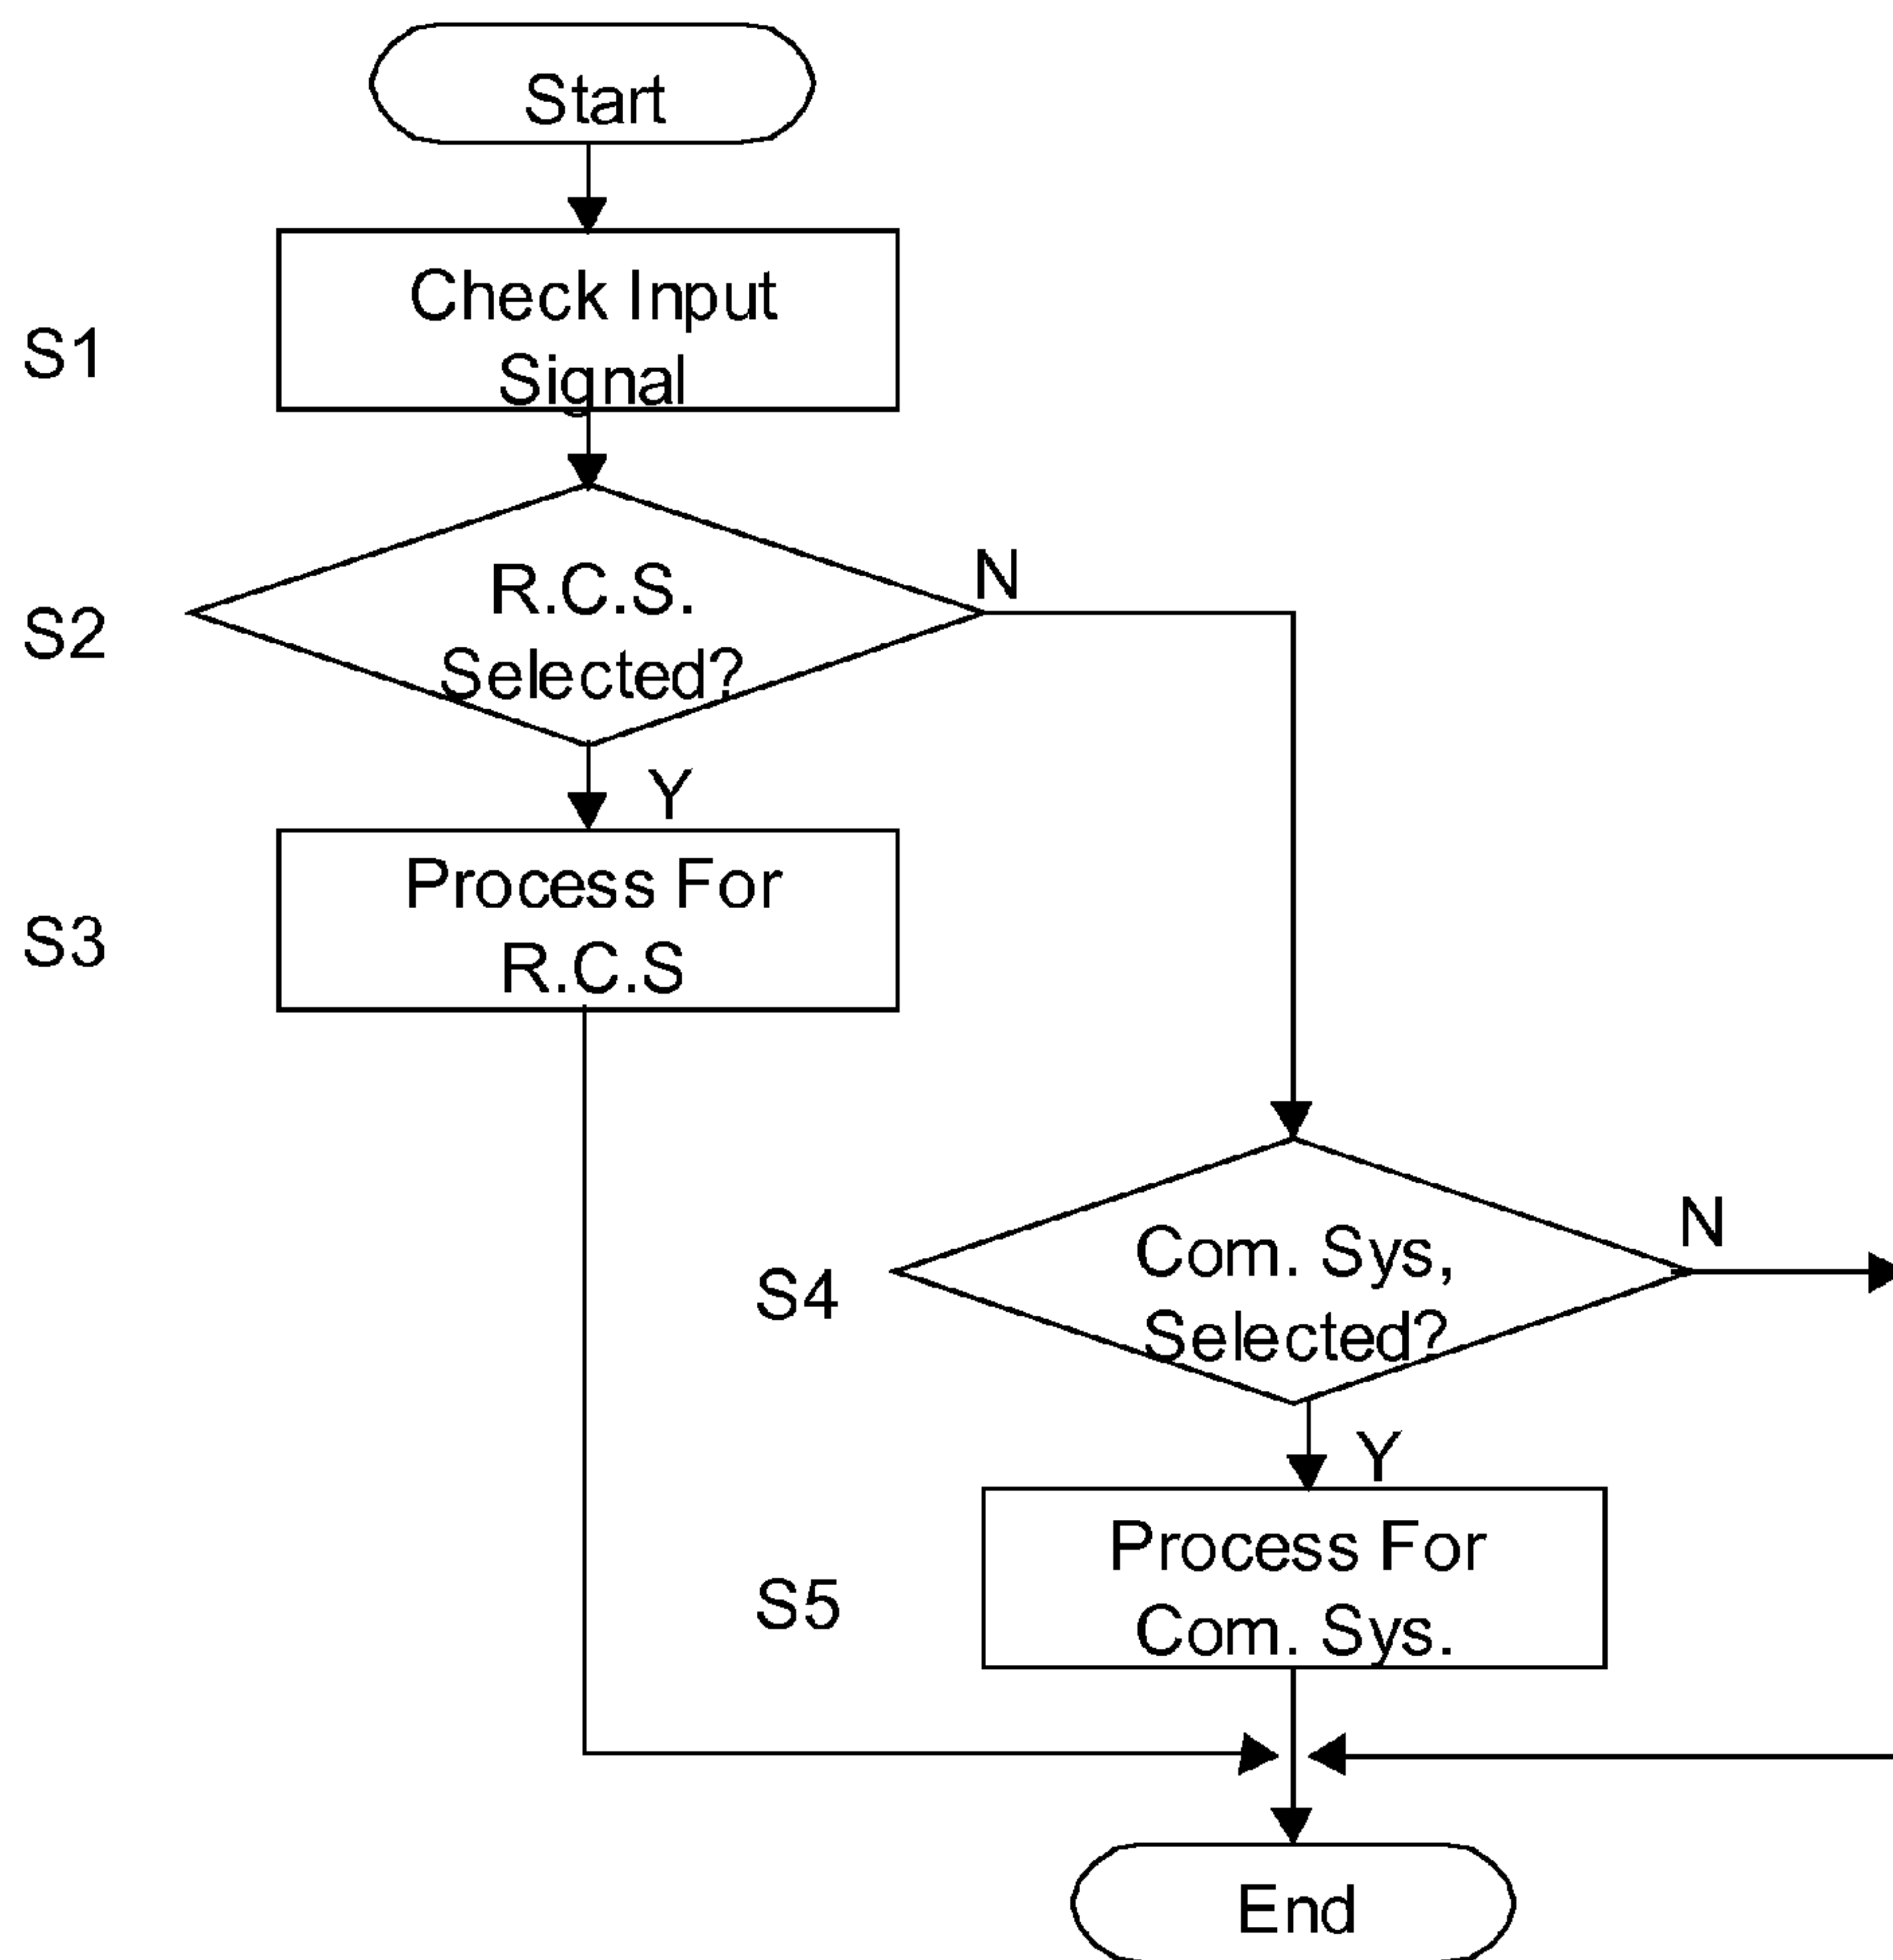 Start
S1
Check Input
Signal
S2
R.C.S.
Selected?
N
Y
S3
Process For
R.C.S
S4
Com. Sys,
Selected?
N
Y
S5
Process For
Com. Sys.
End